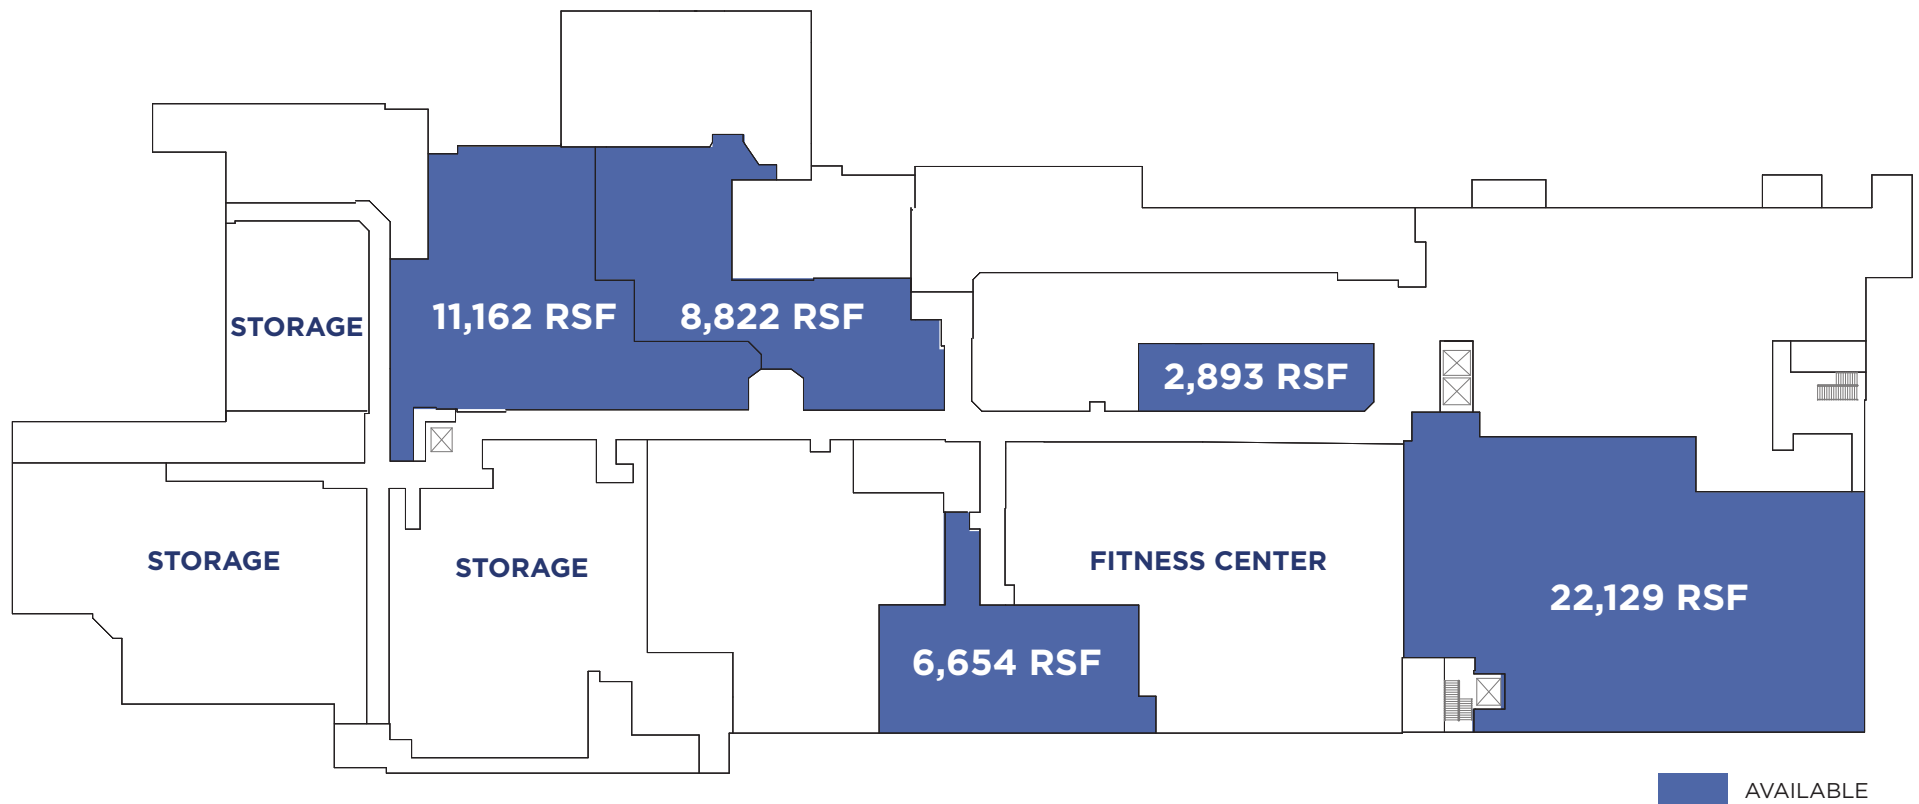 STORAGE
11,162 RSF
8,822 RSF
2,893 RSF
STORAGE
STORAGE
FITNESS CENTER
22,129 RSF
6,654 RSF
AVAILABLE